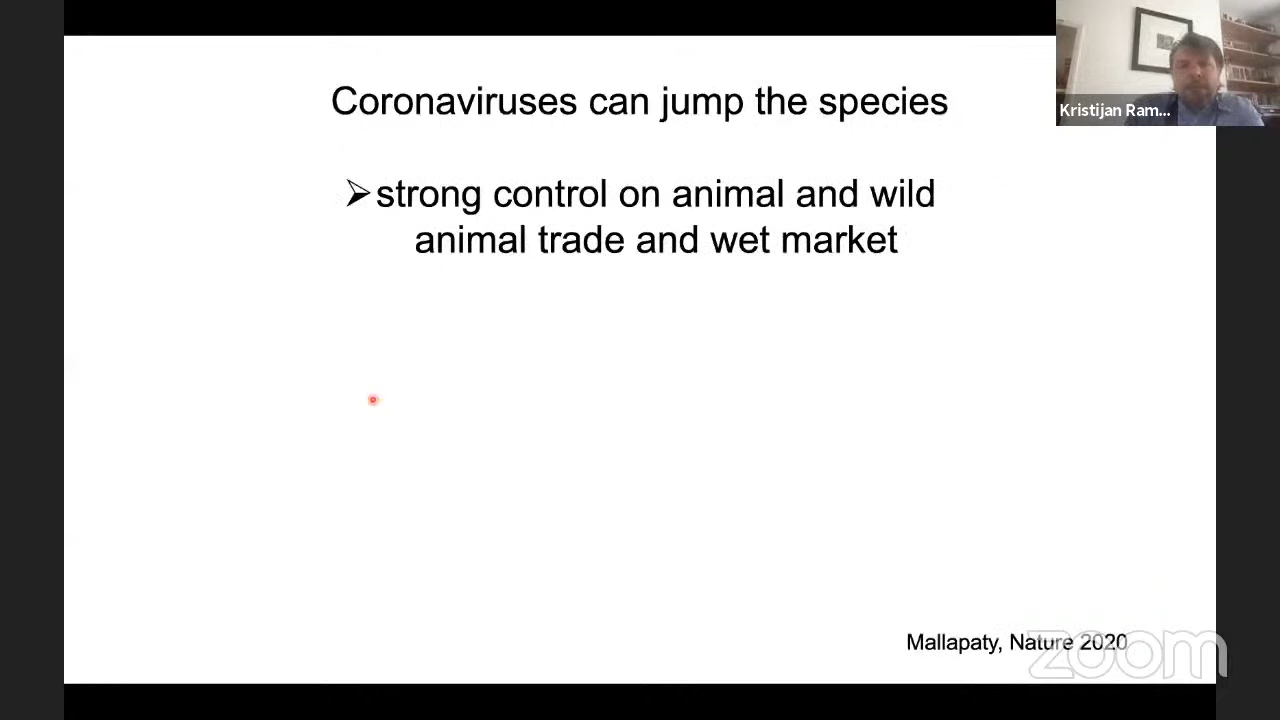 Coronaviruses can jump the species
➢strong control on animal and wild
animal trade and wet market
Kristijan Ram...
Mallapaty, Nature 2020
zoom